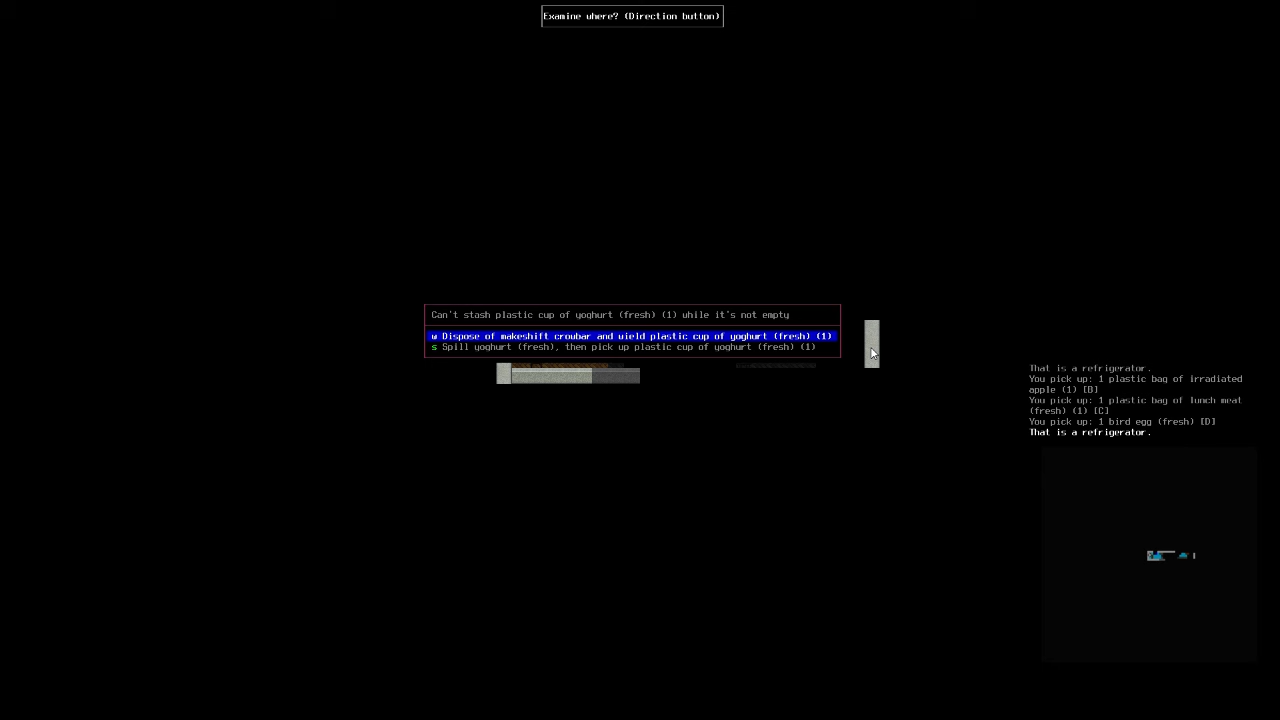 Examine where? (Direction button)
Can't stash plastic cup of yoghurt (fresh) (1) while it's not empty
w Dispose of makeshift crowbar and wield plastic cup of yoghurt (fresh) (1)
s Spill yoghurt (fresh), then pick up plastic cup of yoghurt (fresh) (1)
That is a refrigerator.
You pick up: 1 plastic bag of irradiated
apple (1) [B]
You pick up: 1 plastic bag of lunch meat
(fresh) (1) [C]
You pick up: 1 bird egg (fresh) [D]
That is a refrigerator.